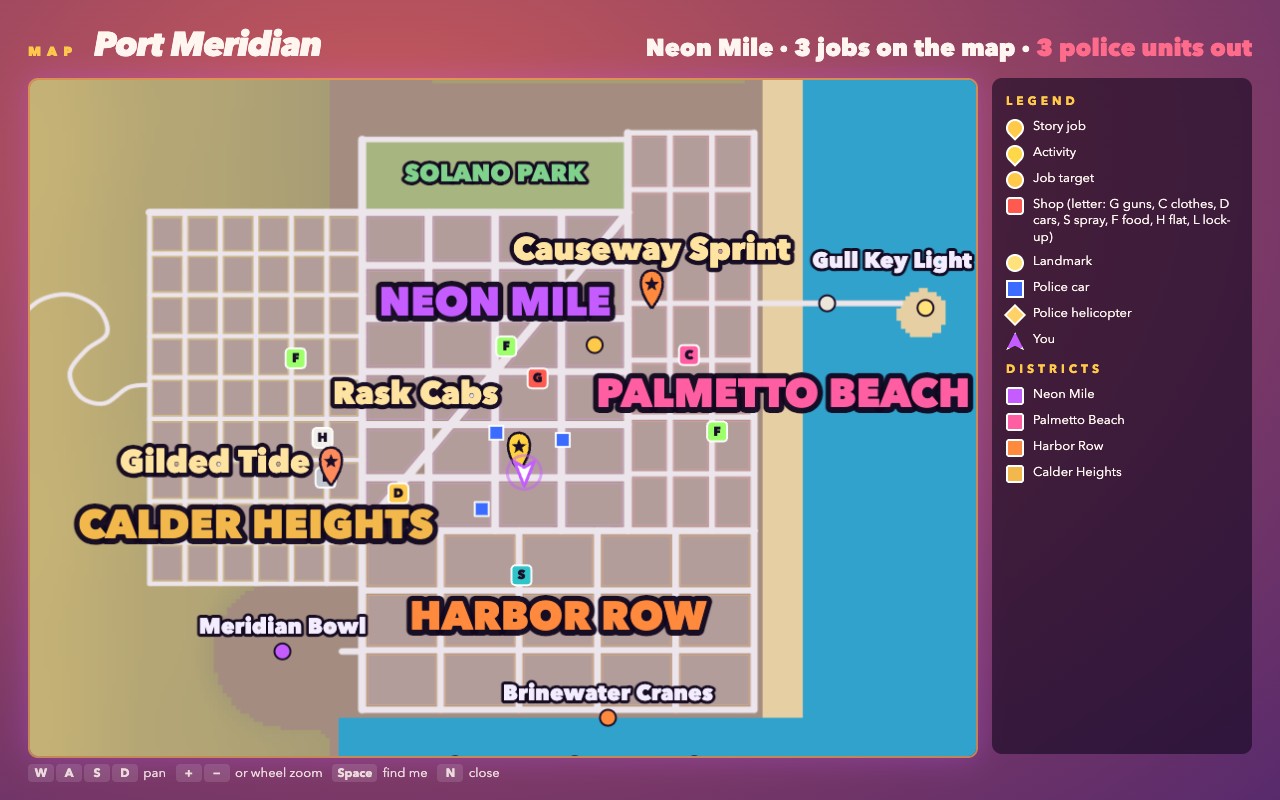 MAP Port Meridian
Neon Mile • 3 jobs on the map • 3 police units out
SOLANO PARK
Causeway Sprint
Gull Key Light
NEON MILE
F
F
C
G
Rask Cabs
PALMETTO BEACH
F
H
Gilded Tide
D
CALDER HEIGHTS
S
HARBOR ROW
Meridian Bowl
Brinewater Cranes
LEGEND
Story job
Activity
Job target
Shop (letter: G guns, C clothes, D
cars, S spray, F food, H flat, L lock-
up)
Landmark
Police car
Police helicopter
You
DISTRICTS
Neon Mile
Palmetto Beach
Harbor Row
Calder Heights
W A S D pan + − or wheel zoom Space find me N close